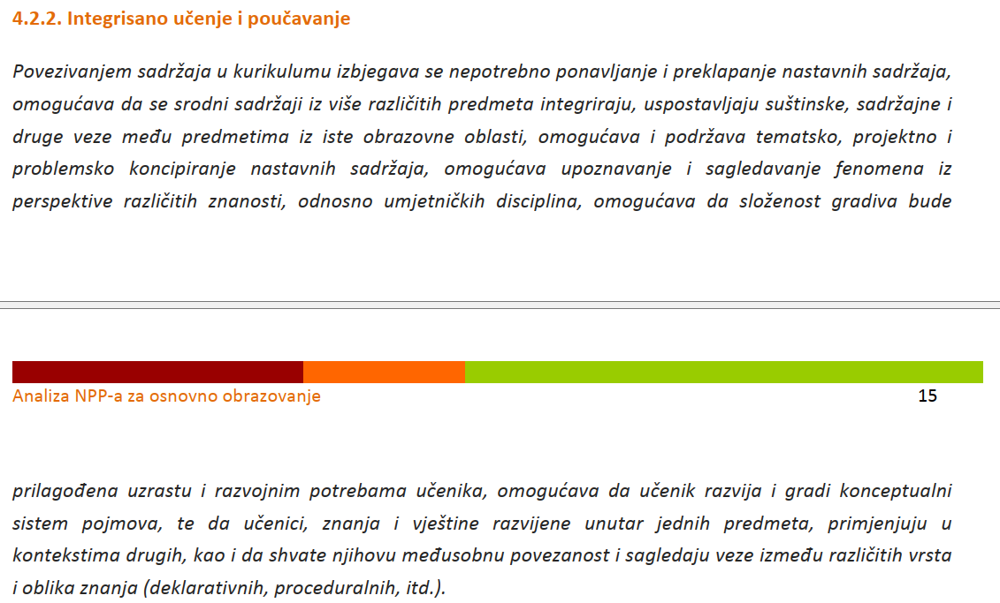 4.2.2. Integrisano učenje i poučavanje
Povezivanjem sadržaja u kurikulumu izbjegava se nepotrebno ponavljanje i preklapanje nastavnih sadržaja,
omogućava da se srodni sadržaji iz više različitih predmeta integriraju, uspostavljaju suštinske, sadržajne i
druge veze među predmetima iz iste obrazovne oblasti, omogućava i podržava tematsko, projektno i
problemsko koncipiranje nastavnih sadržaja, omogućava upoznavanje i sagledavanje fenomena iz
perspektive različitih znanosti, odnosno umjetničkih disciplina, omogućava da složenost gradiva bude
Analiza NPP-a za osnovno obrazovanje 15
prilagođena uzrastu i razvojnim potrebama učenika, omogućava da učenik razvija i gradi konceptualni
sistem pojmova, te da učenici, znanja i vještine razvijene unutar jednih predmeta, primjenjuju u
kontekstima drugih, kao i da shvate njihovu međusobnu povezanost i sagledaju veze između različitih vrsta
i oblika znanja (deklarativnih, proceduralnih, itd.).